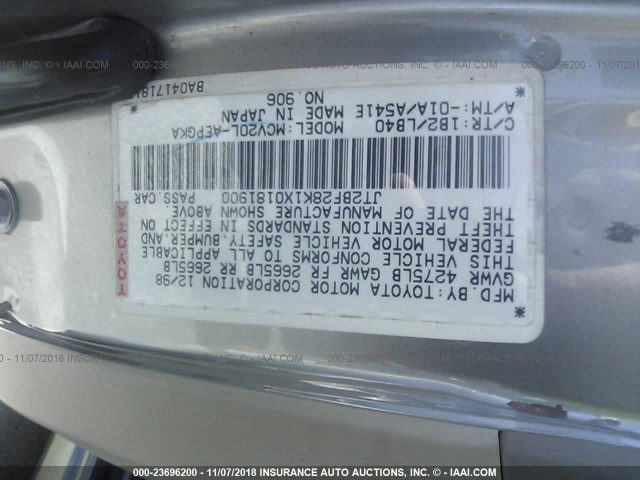 MFD. BY: TOYOTA MOTOR CORPORATION 12/98
GVWR 4275LB GAWR FR 2665LB RR 2665LB
THIS VEHICLE CONFORMS TO ALL APPLICABLE
FEDERAL MOTOR VEHICLE SAFETY, BUMPER, AND
THEFT PREVENTION STANDARDS IN EFFECT ON
THE DATE OF MANUFACTURE SHOWN ABOVE.
JT2BF28K1X0181900 PASS.CAR
C/TR:1B2/LB40 MODEL:MCV20L-AEPGKA
A/TM:-01A/A541E MADE IN JAPAN
NO.906
TOYOTA
© IAAI.COM
000-23696200 - 11/07/2018 INSURANCE AUTO AUCTIONS, INC. - © IAAI.COM